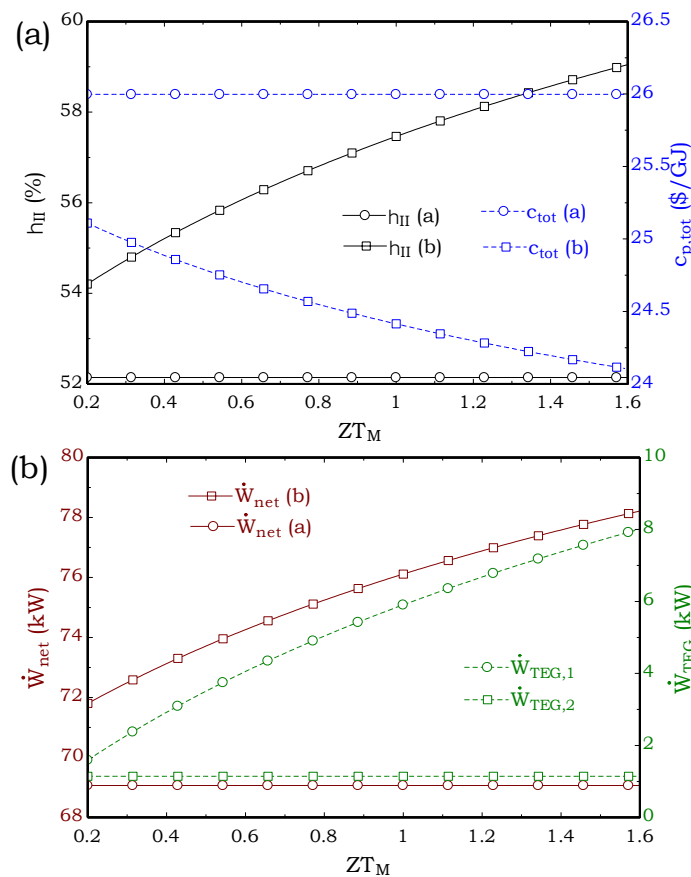 (a)
60
58
56
54
52
h_II (%)
26.5
26
25.5
25
24.5
24
c_p,tot ($/GJ)
h_II (a)
h_II (b)
c_tot (a)
c_tot (b)
0.2 0.4 0.6 0.8 1 1.2 1.4 1.6
ZT_M
(b)
80
78
76
74
72
70
68
Ẇ_net (kW)
10
8
6
4
2
0
Ẇ_TEG (kW)
Ẇ_net (b)
Ẇ_net (a)
Ẇ_TEG,1
Ẇ_TEG,2
0.2 0.4 0.6 0.8 1 1.2 1.4 1.6
ZT_M